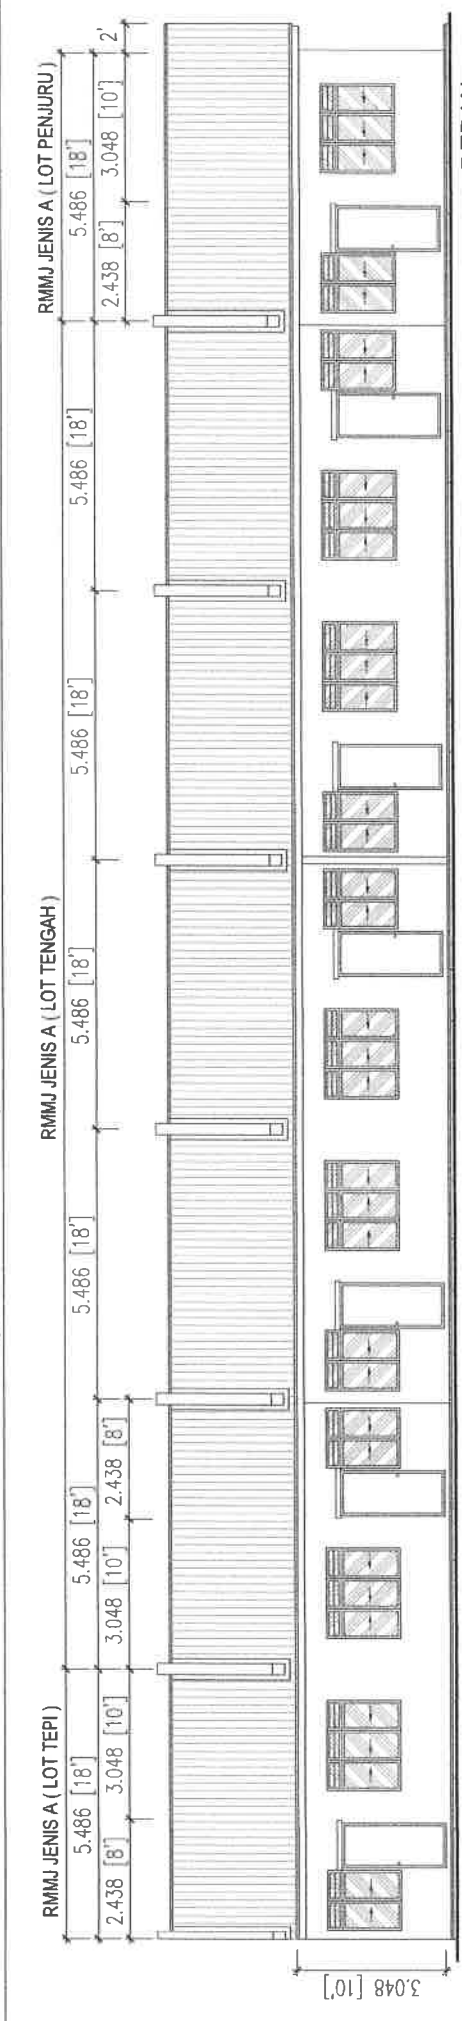 RMMJ JENIS A ( LOT TEPI ) RMMJ JENIS A ( LOT TENGAH ) RMMJ JENIS A ( LOT PENJURU )
5.486 [18'] 5.486 [18'] 5.486 [18'] 5.486 [18'] 5.486 [18'] 5.486 [18'] 5.486 [18']
2.438 [8'] 3.048 [10'] 3.048 [10'] 2.438 [8'] 2.438 [8'] 3.048 [10'] 2'
3.048 [10']